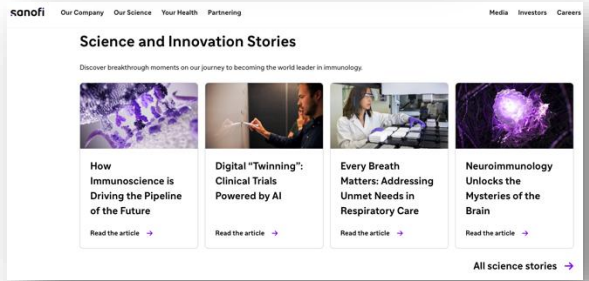 sanofi Our Company Our Science Your Health Partnering Media Investors Careers
Science and Innovation Stories
Discover breakthrough moments on our journey to becoming the world leader in immunology.
How
Immunoscience is
Driving the Pipeline
of the Future
Read the article →
Digital “Twinning”:
Clinical Trials
Powered by AI
Read the article →
Every Breath
Matters: Addressing
Unmet Needs in
Respiratory Care
Read the article →
Neuroimmunology
Unlocks the
Mysteries of the
Brain
Read the article →
All science stories →